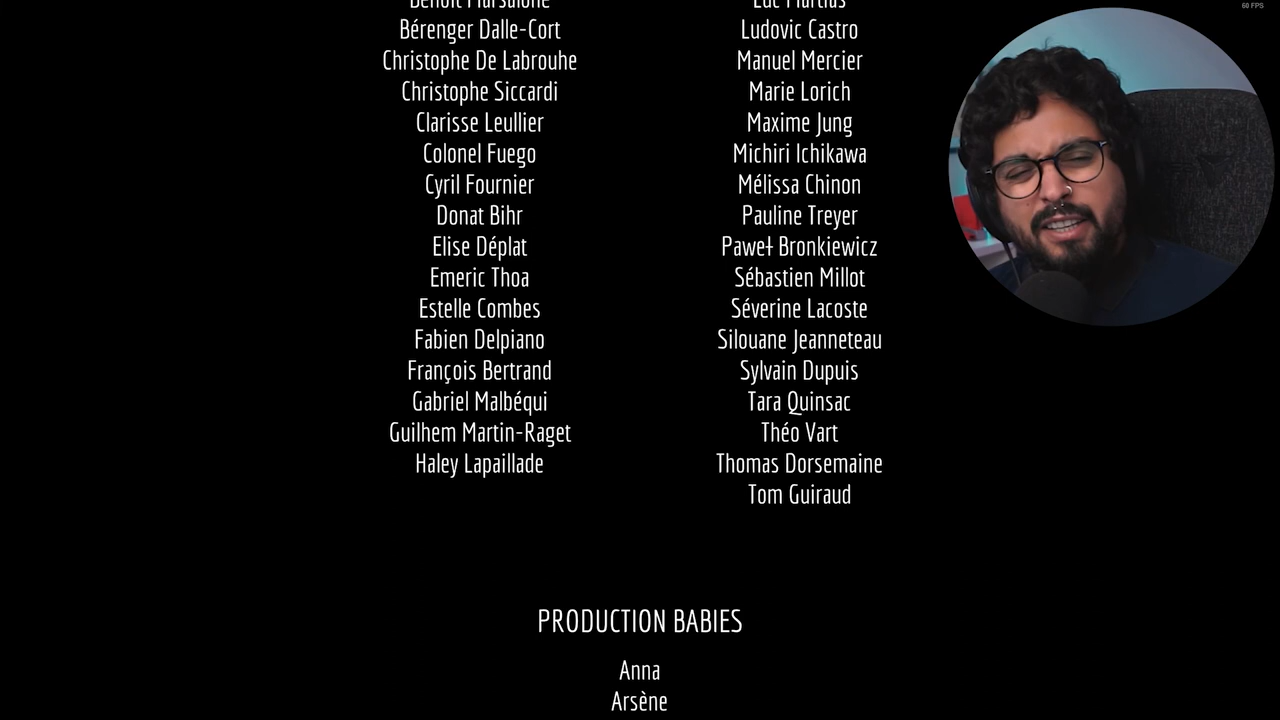 60 FPS
Bérenger Dalle-Cort
Christophe De Labrouhe
Christophe Siccardi
Clarisse Leullier
Colonel Fuego
Cyril Fournier
Donat Bihr
Elise Déplat
Emeric Thoa
Estelle Combes
Fabien Delpiano
François Bertrand
Gabriel Malbéqui
Guilhem Martin-Raget
Haley Lapaillade
Ludovic Castro
Manuel Mercier
Marie Lorich
Maxime Jung
Michiri Ichikawa
Mélissa Chinon
Pauline Treyer
Paweł Bronkiewicz
Sébastien Millot
Séverine Lacoste
Silouane Jeanneteau
Sylvain Dupuis
Tara Quinsac
Théo Vart
Thomas Dorsemaine
Tom Guiraud
PRODUCTION BABIES
Anna
Arsène